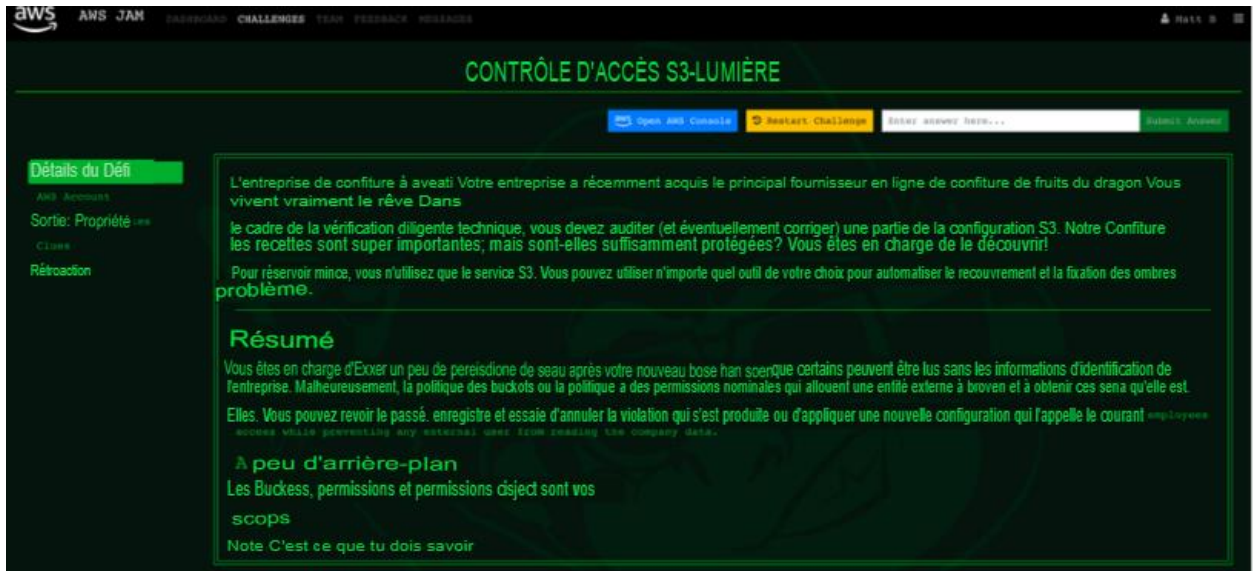 aws AWS JAM DASHBOARD CHALLENGES TEAM FEEDBACK MESSAGES Matt B
CONTRÔLE D'ACCÈS S3-LUMIÈRE
Open AWS Console Restart Challenge Enter answer here... Submit Answer
Détails du Défi
AWS Account
Sortie: Propriété
Clues
Rétroaction
L'entreprise de confiture à aveati Votre entreprise a récemment acquis le principal fournisseur en ligne de confiture de fruits du dragon Vous
vivent vraiment le rêve Dans
le cadre de la vérification diligente technique, vous devez auditer (et éventuellement corriger) une partie de la configuration S3. Notre Confiture
les recettes sont super importantes; mais sont-elles suffisamment protégées? Vous êtes en charge de le découvrir!
Pour réservoir mince, vous n'utilisez que le service S3. Vous pouvez utiliser n'importe quel outil de votre choix pour automatiser le recouvrement et la fixation des ombres
problème.
Résumé
Vous êtes en charge d'Exxer un peu de pereisdione de seau après votre nouveau bose han soenque certains peuvent être lus sans les informations d'identification de
l'entreprise. Malheureusement, la politique des buckots ou la politique a des permissions nominales qui allouent une entité externe à broven et à obtenir ces sena qu'elle est.
Elles. Vous pouvez revoir le passé. enregistre et essaie d'annuler la violation qui s'est produite ou d'appliquer une nouvelle configuration qui l'appelle le courant employees
access while preventing any external user from reading the company data.
A peu d'arrière-plan
Les Buckess, permissions et permissions cisject sont vos
scops
Note C'est ce que tu dois savoir